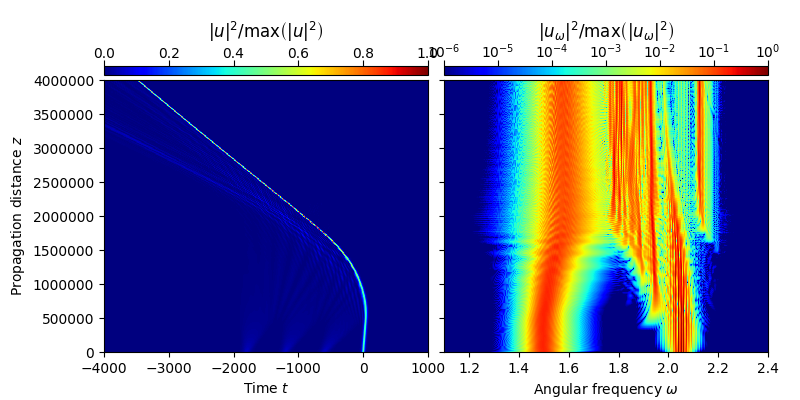 |u|²/max(|u|²)
0.0 0.2 0.4 0.6 0.8 1.0
|u_ω|²/max(|u_ω|²)
10⁻⁶ 10⁻⁵ 10⁻⁴ 10⁻³ 10⁻² 10⁻¹ 10⁰
Propagation distance z
4000000
3500000
3000000
2500000
2000000
1500000
1000000
500000
0
−4000 −3000 −2000 −1000 0 1000
Time t
1.2 1.4 1.6 1.8 2.0 2.2 2.4
Angular frequency ω